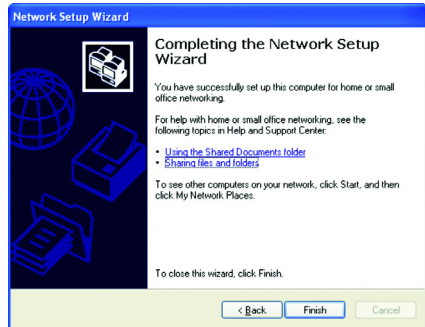 Network Setup Wizard
Completing the Network Setup
Wizard
You have successfully set up this computer for home or small
office networking.
For help with home or small office networking, see the
following topics in Help and Support Center:
• Using the Shared Documents folder
• Sharing files and folders
To see other computers on your network, click Start, and then
click My Network Places.
To close this wizard, click Finish.
< Back Finish Cancel